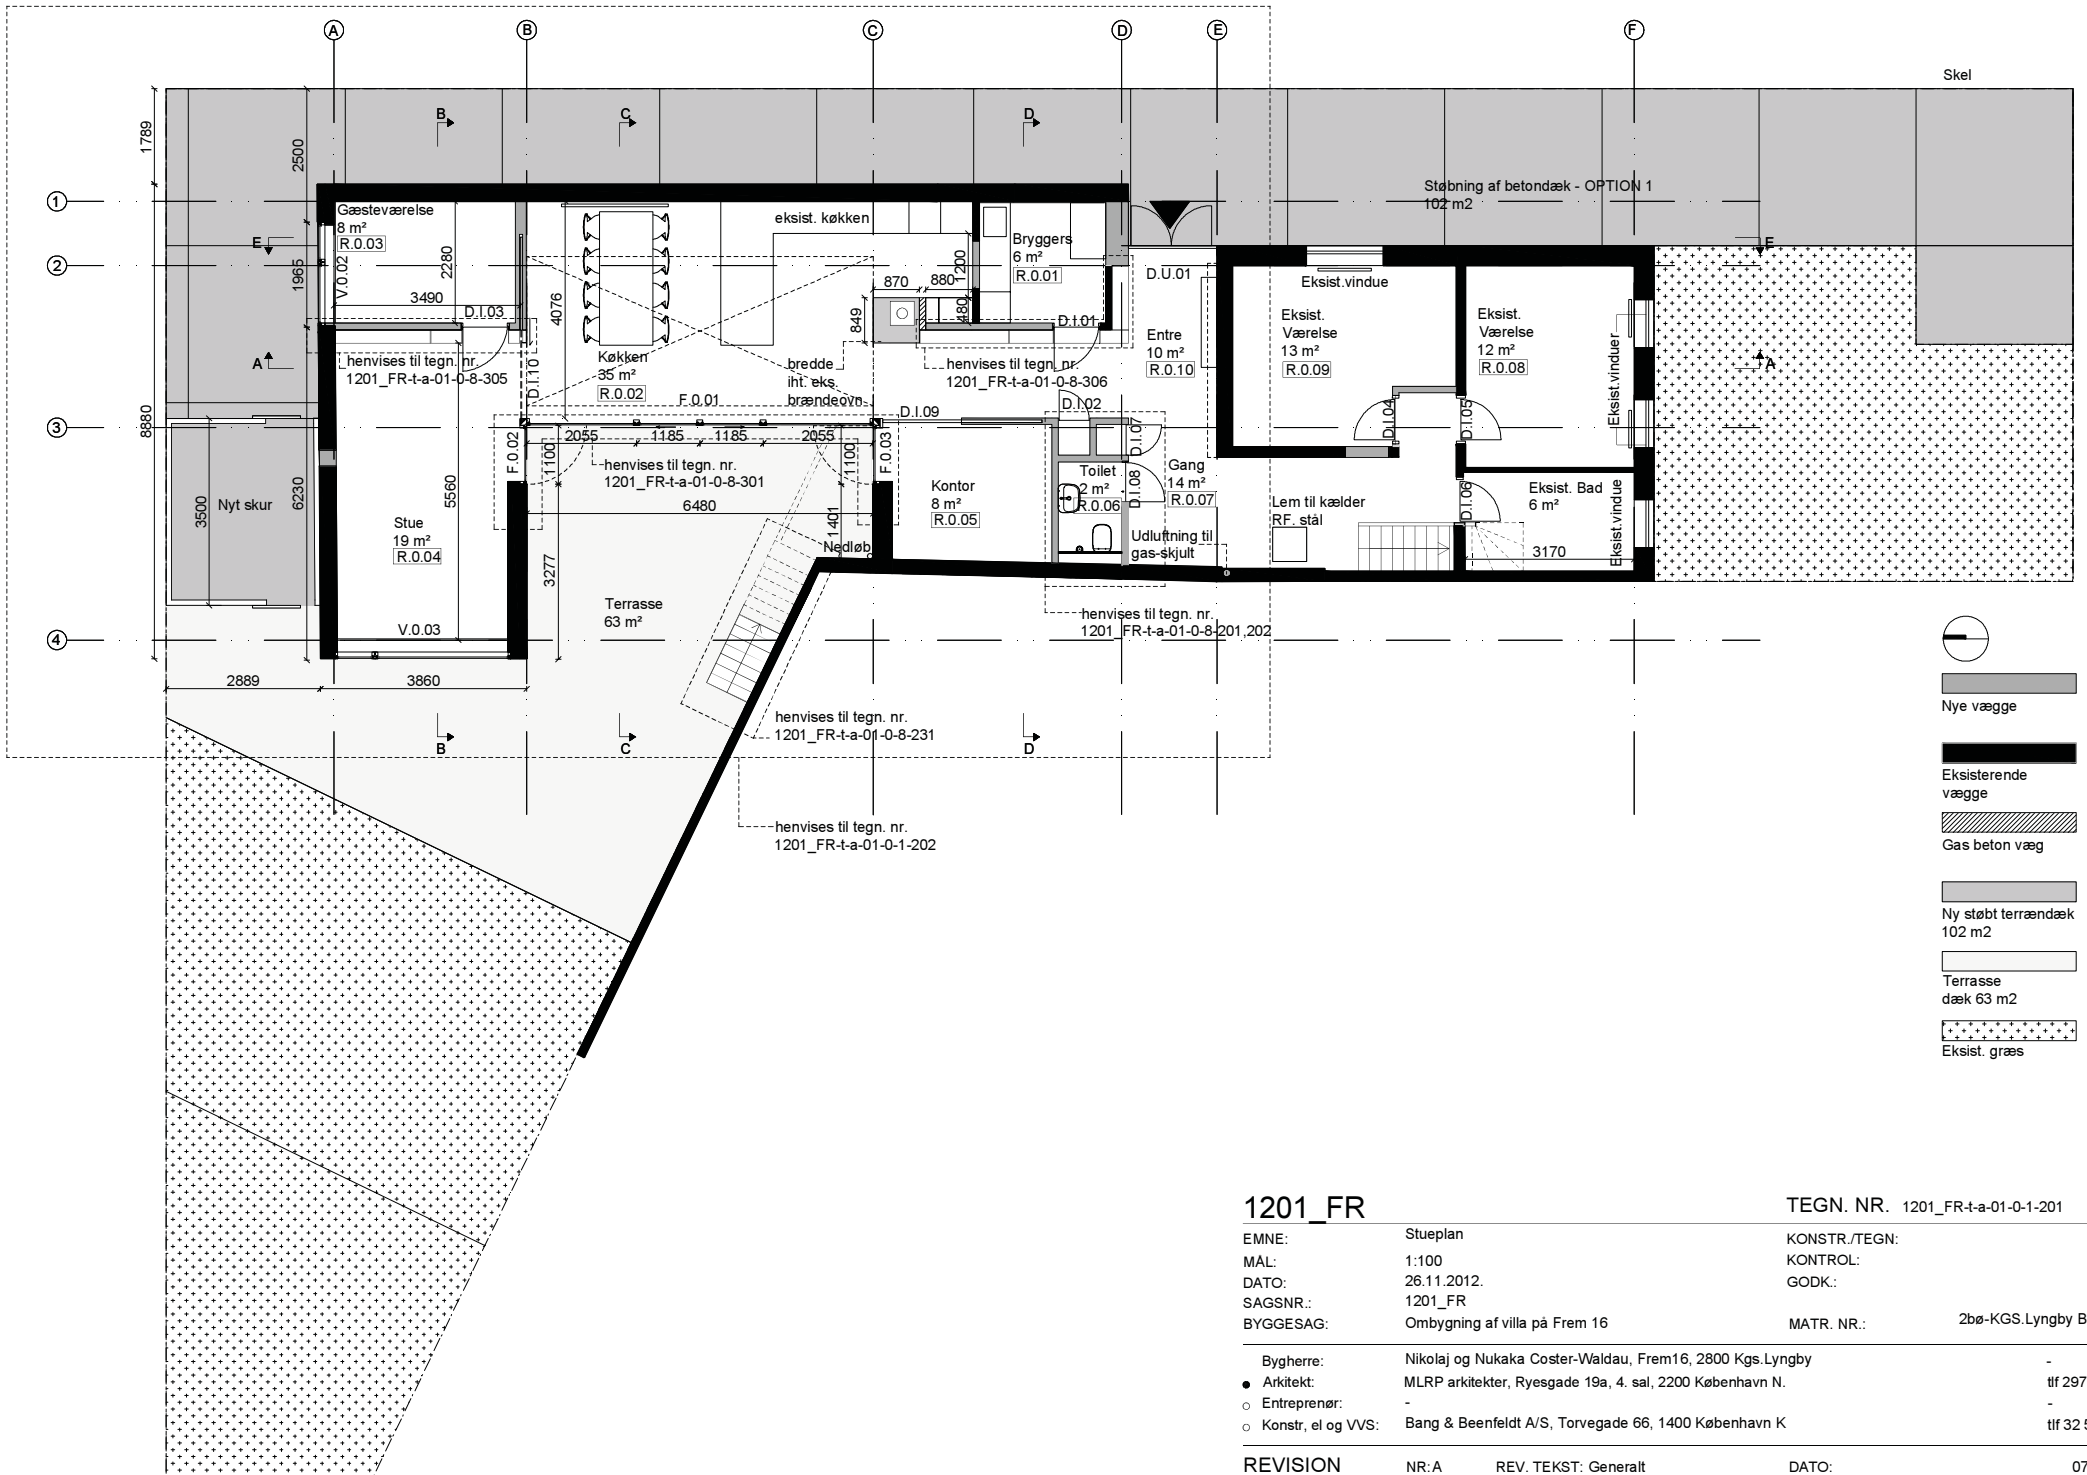 A
B
C
D
E
F
Skel
1
2
3
4
1789
2500
1965
8880
6230
3500
B
C
D
E
E
A
A
Støbning af betondæk - OPTION 1
102 m2
Gæsteværelse
8 m²
R.0.03
V.0.02
2280
3490
D.I.03
4076
eksist. køkken
870
880
1200
480
849
Bryggers
6 m²
R.0.01
D.I.01
D.U.01
Eksist.vindue
Entre
10 m²
R.0.10
Eksist.
Værelse
13 m²
R.0.09
Eksist.
Værelse
12 m²
R.0.08
Eksist.vinduer
henvises til tegn. nr.
1201_FR-t-a-01-0-8-305
D.I.10
Køkken
35 m²
R.0.02
bredde
iht. eks.
brændeovn
henvises til tegn. nr.
1201_FR-t-a-01-0-8-306
F.0.01
D.I.09
D.I.02
D.I.04
D.I.05
2055
1185
1185
2055
F.0.02
1100
1100
F.0.03
D.I.07
henvises til tegn. nr.
1201_FR-t-a-01-0-8-301
6480
Nyt skur
5560
Stue
19 m²
R.0.04
Kontor
8 m²
R.0.05
Toilet
2 m²
R.0.06
D.I.08
Gang
14 m²
R.0.07
Lem til kælder
RF. stål
D.I.06
Eksist. Bad
6 m²
Eksist.vindue
3170
1401
Nedløb
Udluftning til
gas-skjult
3277
Terrasse
63 m²
V.0.03
henvises til tegn. nr.
1201_FR-t-a-01-0-8-201,202
2889
3860
B
C
D
henvises til tegn. nr.
1201_FR-t-a-01-0-8-231
henvises til tegn. nr.
1201_FR-t-a-01-0-1-202
Nye vægge
Eksisterende
vægge
Gas beton væg
Ny støbt terrændæk
102 m2
Terrasse
dæk 63 m2
Eksist. græs
1201_FR TEGN. NR. 1201_FR-t-a-01-0-1-201
EMNE: Stueplan KONSTR./TEGN:
MÅL: 1:100 KONTROL:
DATO: 26.11.2012. GODK.:
SAGSNR.: 1201_FR
BYGGESAG: Ombygning af villa på Frem 16 MATR. NR.: 2bø-KGS.Lyngby B
Bygherre: Nikolaj og Nukaka Coster-Waldau, Frem16, 2800 Kgs.Lyngby -
Arkitekt: MLRP arkitekter, Ryesgade 19a, 4. sal, 2200 København N. tlf 297
Entreprenør: - -
Konstr, el og VVS: Bang & Beenfeldt A/S, Torvegade 66, 1400 København K tlf 32 5
REVISION NR:A REV. TEKST: Generalt DATO: 07